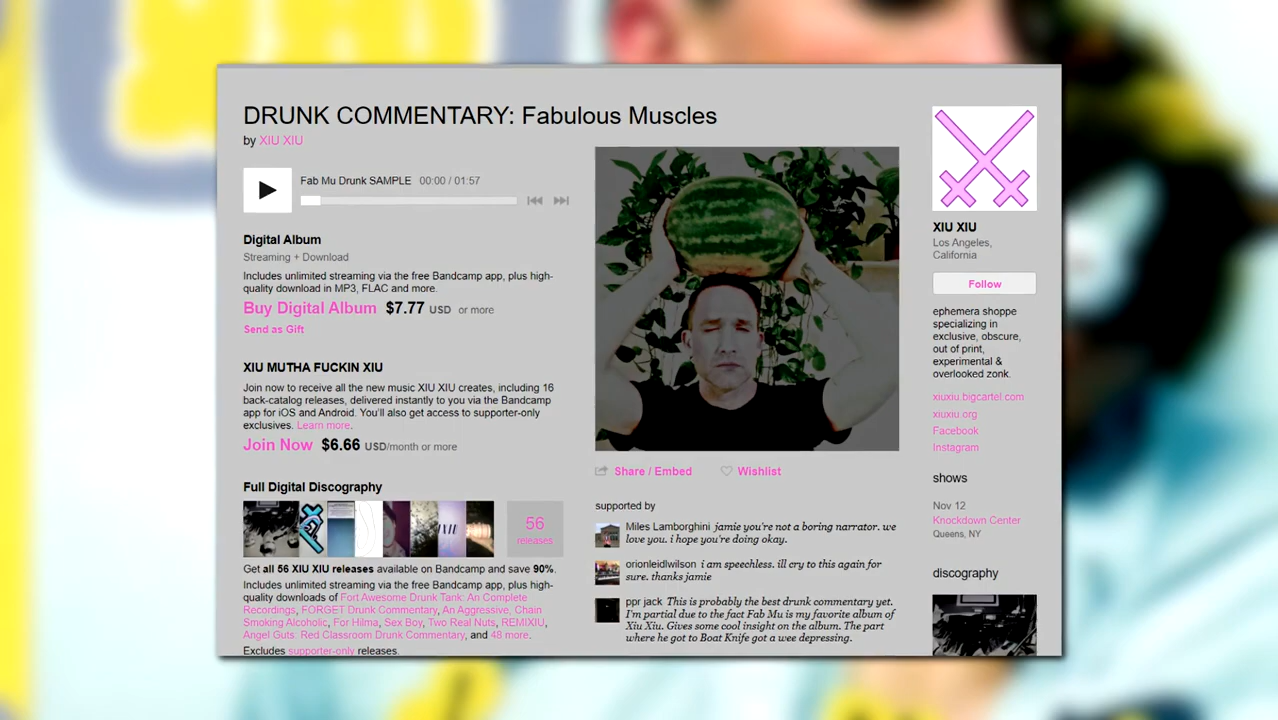 DRUNK COMMENTARY: Fabulous Muscles
by XIU XIU
Fab Mu Drunk SAMPLE 00:00 / 01:57
Digital Album
Streaming + Download
Includes unlimited streaming via the free Bandcamp app, plus high-
quality download in MP3, FLAC and more.
Buy Digital Album $7.77 USD or more
Send as Gift
XIU MUTHA FUCKIN XIU
Join now to receive all the new music XIU XIU creates, including 16
back-catalog releases, delivered instantly to you via the Bandcamp
app for iOS and Android. You'll also get access to supporter-only
exclusives. Learn more.
Join Now $6.66 USD/month or more
Full Digital Discography
56
releases
Get all 56 XIU XIU releases available on Bandcamp and save 90%.
Includes unlimited streaming via the free Bandcamp app, plus high-
quality downloads of Fort Awesome Drunk Tank: An Complete
Recordings, FORGET Drunk Commentary, An Aggressive, Chain
Smoking Alcoholic, For Hilma, Sex Boy, Two Real Nuts, REMIXIU,
Angel Guts: Red Classroom Drunk Commentary, and 48 more.
Excludes supporter-only releases.
Share / Embed Wishlist
supported by
Miles Lamborghini jamie you're not a boring narrator. we
love you. i hope you're doing okay.
orionleidlwilson i am speechless. ill cry to this again for
sure. thanks jamie
ppr jack This is probably the best drunk commentary yet.
I'm partial due to the fact Fab Mu is my favorite album of
Xiu Xiu. Gives some cool insight on the album. The part
where he got to Boat Knife got a wee depressing.
XIU XIU
Los Angeles,
California
Follow
ephemera shoppe
specializing in
exclusive, obscure,
out of print,
experimental &
overlooked zonk.
xiuxiu.bigcartel.com
xiuxiu.org
Facebook
Instagram
shows
Nov 12
Knockdown Center
Queens, NY
discography